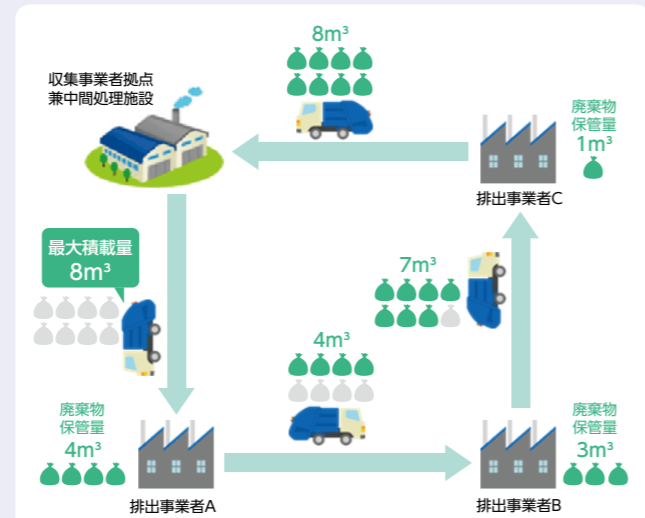 8m³
収集事業者拠点
兼中間処理施設
廃棄物
保管量
1m³
排出事業者C
最大積載量
8m³
7m³
4m³
廃棄物
保管量
4m³
排出事業者A
廃棄物
保管量
3m³
排出事業者B